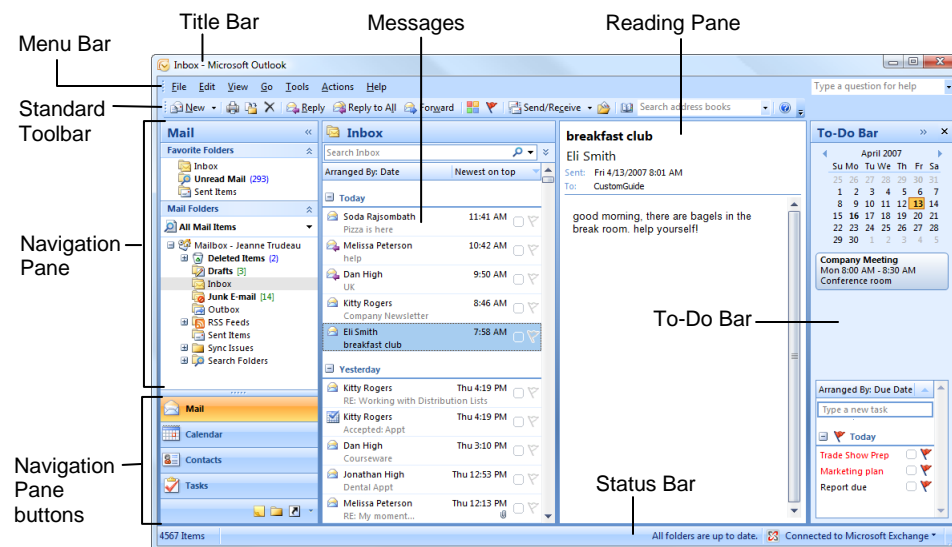 Title Bar
Messages
Reading Pane
Menu Bar
Inbox - Microsoft Outlook
File Edit View Go Tools Actions Help
Type a question for help
Standard
Toolbar
New Reply Reply to All Forward Send/Receive Search address books
Mail
Favorite Folders
Inbox
Unread Mail (293)
Sent Items
Mail Folders
All Mail Items
Navigation
Pane
Mailbox - Jeanne Trudeau
Deleted Items (2)
Drafts [3]
Inbox
Junk E-mail [14]
Outbox
RSS Feeds
Sent Items
Sync Issues
Search Folders
Navigation
Pane
buttons
Mail
Calendar
Contacts
Tasks
Inbox
Search Inbox
Arranged By: Date Newest on top
Today
Soda Rajsombath 11:41 AM
Pizza is here
Melissa Peterson 10:42 AM
help
Dan High 9:50 AM
UK
Kitty Rogers 8:46 AM
Company Newsletter
Eli Smith 7:58 AM
breakfast club
Yesterday
Kitty Rogers Thu 4:19 PM
RE: Working with Distribution Lists
Kitty Rogers Thu 4:19 PM
Accepted: Appt
Dan High Thu 3:10 PM
Courseware
Jonathan High Thu 12:53 PM
Dental Appt
Melissa Peterson Thu 12:13 PM
RE: My moment...
breakfast club
Eli Smith
Sent: Fri 4/13/2007 8:01 AM
To: CustomGuide
good morning, there are bagels in the
break room. help yourself!
To-Do Bar
Status Bar
To-Do Bar
April 2007
Su Mo Tu We Th Fr Sa
25 26 27 28 29 30 31
1 2 3 4 5 6 7
8 9 10 11 12 13 14
15 16 17 18 19 20 21
22 23 24 25 26 27 28
29 30 1 2 3 4 5
Company Meeting
Mon 8:00 AM - 8:30 AM
Conference room
Arranged By: Due Date
Type a new task
Today
Trade Show Prep
Marketing plan
Report due
4567 Items
All folders are up to date. Connected to Microsoft Exchange